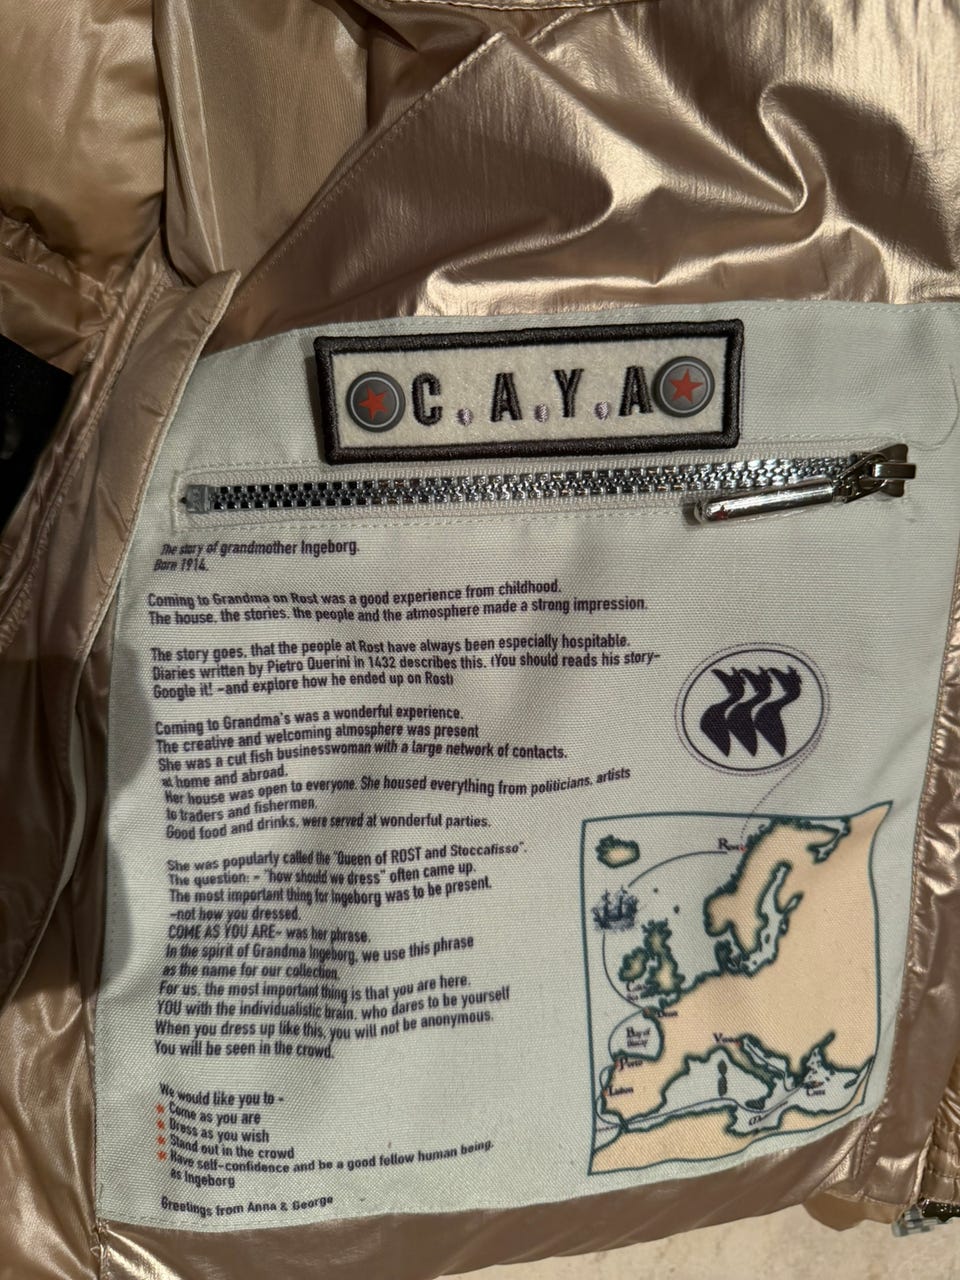 C.A.Y.A
The story of grandmother Ingeborg.
Born 1914.
Coming to Grandma on Rost was a good experience from childhood.
The house, the stories, the people and the atmosphere made a strong impression.
The story goes, that the people at Rost have always been especially hospitable.
Diaries written by Pietro Querini in 1432 describes this. (You should reads his story-
Google it! -and explore how he ended up on Rost)
Coming to Grandma's was a wonderful experience.
The creative and welcoming atmosphere was present
She was a cut fish businesswoman with a large network of contacts.
at home and abroad.
Her house was open to everyone. She housed everything from politicians, artists
to traders and fishermen.
Good food and drinks, were served at wonderful parties.
She was popularly called the "Queen of ROST and Stoccafisso".
The question: - "how should we dress" often came up.
The most important thing for Ingeborg was to be present.
-not how you dressed.
COME AS YOU ARE- was her phrase.
In the spirit of Grandma Ingeborg, we use this phrase
as the name for our collection.
For us, the most important thing is that you are here.
YOU with the individualistic brain, who dares to be yourself
When you dress up like this, you will not be anonymous.
You will be seen in the crowd.
We would like you to -
Come as you are
Dress as you wish
Stand out in the crowd
Have self-confidence and be a good fellow human being.
as Ingeborg
Greetings from Anna & George
Rost
Bay of
Porto
Lisbon